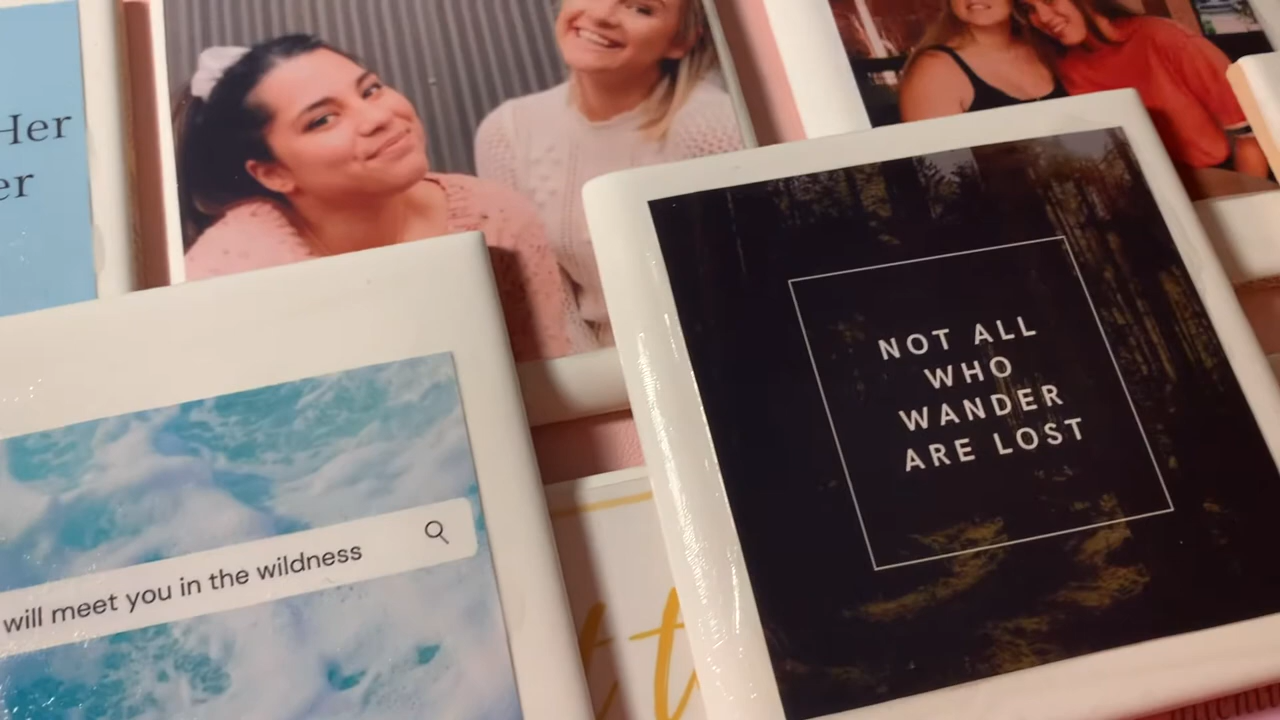 Her
er
NOT ALL
WHO
WANDER
ARE LOST
will meet you in the wildness